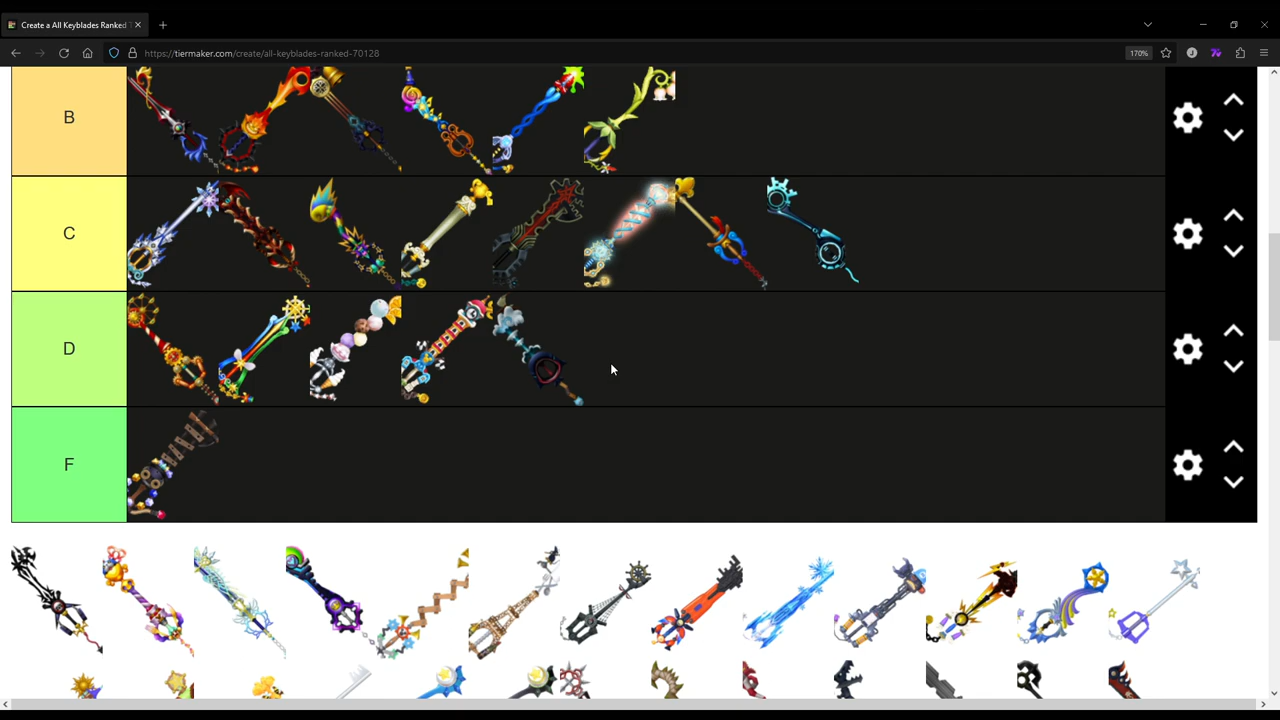 Create a All Keyblades Ranked T
https://tiermaker.com/create/all-keyblades-ranked-70128
170%
B
C
D
F